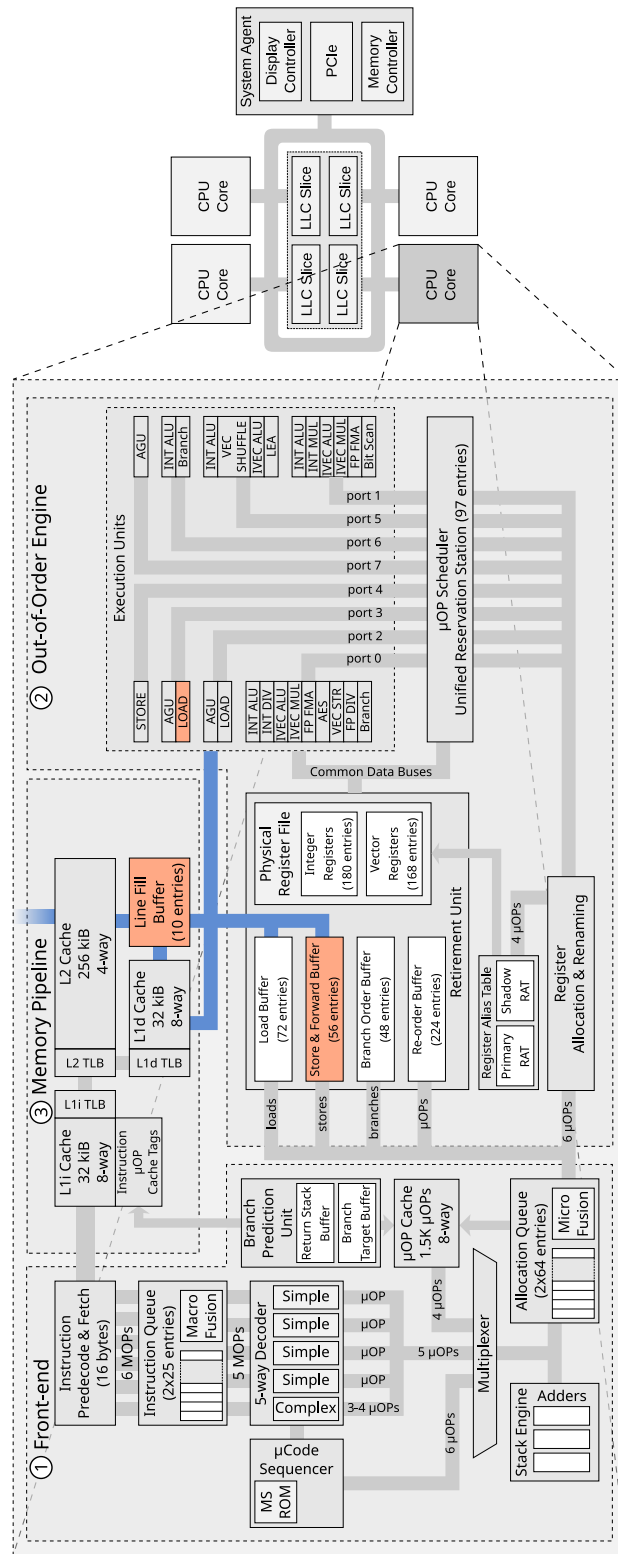 ① Front-end
Instruction
Predecode & Fetch
(16 bytes)
6 MOPs
Instruction Queue
(2x25 entries)
Macro
Fusion
5 MOPs
5-way Decoder
Complex
Simple
Simple
Simple
Simple
3-4 µOPs
µOP
µOP
µOP
µOP
µCode
Sequencer
MS
ROM
6 µOPs
5 µOPs
4 µOPs
Multiplexer
Branch
Prediction
Unit
Return Stack
Buffer
Branch
Target Buffer
µOP Cache
1.5K µOPs
8-way
Stack Engine
Adders
Allocation Queue
(2x64 entries)
Micro
Fusion
6 µOPs
③ Memory Pipeline
L1i Cache
32 kiB
8-way
Instruction
µOP
Cache Tags
L1i TLB
L2 TLB
L1d TLB
L2 Cache
256 kiB
4-way
L1d Cache
32 kiB
8-way
Line Fill
Buffer
(10 entries)
② Out-of-Order Engine
Execution Units
STORE
AGU
LOAD
AGU
LOAD
INT ALU
INT DIV
IVEC ALU
IVEC MUL
FP FMA
AES
VEC STR
FP DIV
Branch
AGU
INT ALU
Branch
INT ALU
VEC
SHUFFLE
IVEC ALU
LEA
INT ALU
INT MUL
IVEC ALU
IVEC MUL
FP FMA
Bit Scan
port 0
port 2
port 3
port 4
port 7
port 6
port 5
port 1
µOP Scheduler
Unified Reservation Station (97 entries)
Common Data Buses
Physical
Register File
Integer
Registers
(180 entries)
Vector
Registers
(168 entries)
Retirement Unit
loads
stores
branches
µOPs
Load Buffer
(72 entries)
Store & Forward Buffer
(56 entries)
Branch Order Buffer
(48 entries)
Re-order Buffer
(224 entries)
Register Alias Table
Primary
RAT
Shadow
RAT
4 µOPs
Register
Allocation & Renaming
CPU
Core
CPU
Core
CPU
Core
CPU
Core
LLC Slice
LLC Slice
LLC Slice
LLC Slice
System Agent
Display
Controller
PCIe
Memory
Controller